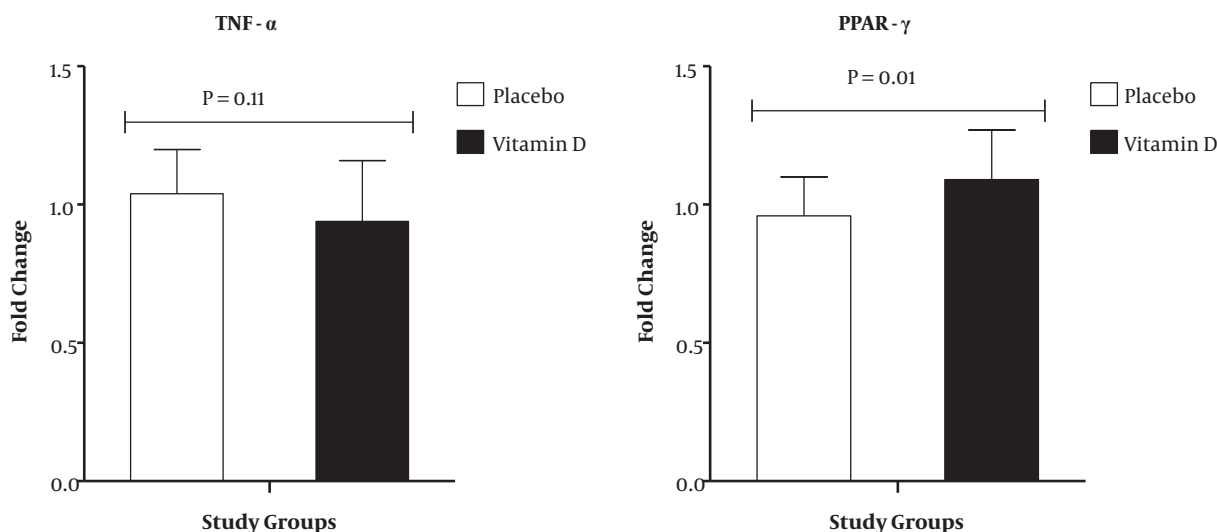 TNF - α
1.5
P = 0.11
Placebo
Vitamin D
1.0
Fold Change
0.5
0.0
Study Groups
PPAR - γ
1.5
P = 0.01
Placebo
Vitamin D
1.0
Fold Change
0.5
0.0
Study Groups